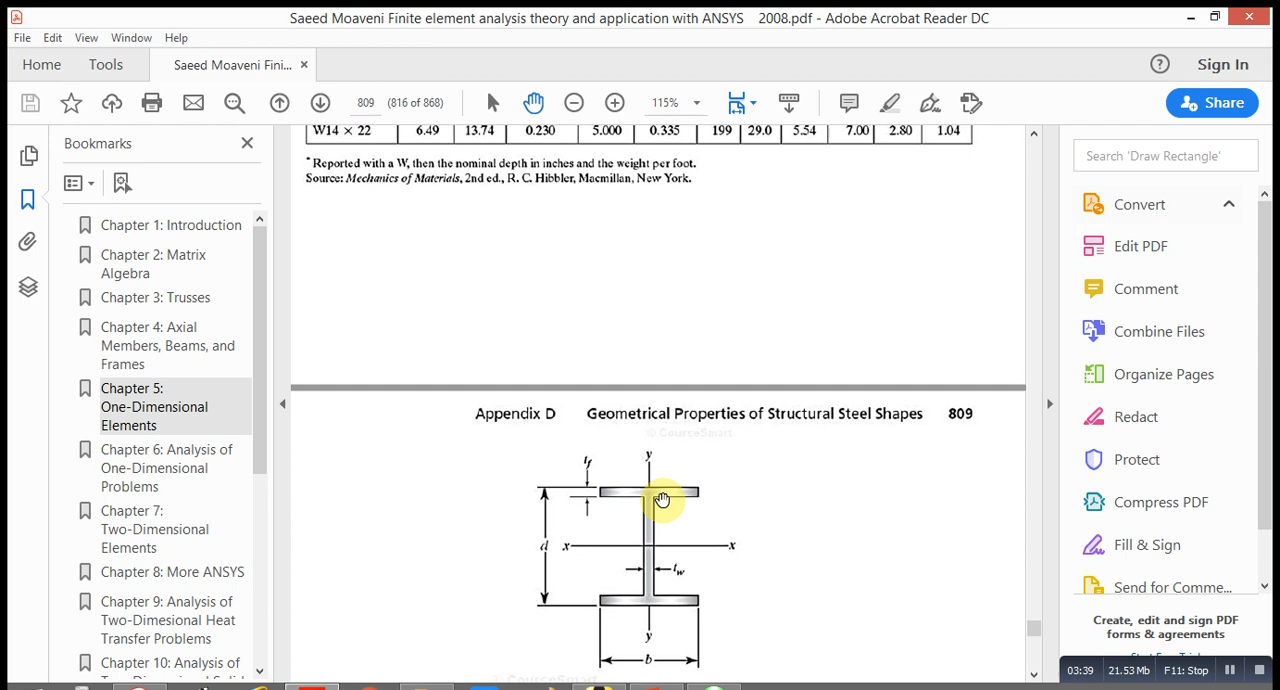 Saeed Moaveni Finite element analysis theory and application with ANSYS 2008.pdf - Adobe Acrobat Reader DC
File Edit View Window Help
Home Tools Saeed Moaveni Fini... Sign In
809 (816 of 868) 115% Share
Bookmarks
Chapter 1: Introduction
Chapter 2: Matrix
Algebra
Chapter 3: Trusses
Chapter 4: Axial
Members, Beams, and
Frames
Chapter 5:
One-Dimensional
Elements
Chapter 6: Analysis of
One-Dimensional
Problems
Chapter 7:
Two-Dimensional
Elements
Chapter 8: More ANSYS
Chapter 9: Analysis of
Two-Dimesional Heat
Transfer Problems
Chapter 10: Analysis of
W14 × 22 6.49 13.74 0.230 5.000 0.335 199 29.0 5.54 7.00 2.80 1.04
* Reported with a W, then the nominal depth in inches and the weight per foot.
Source: Mechanics of Materials, 2nd ed., R. C. Hibbler, Macmillan, New York.
Appendix D Geometrical Properties of Structural Steel Shapes 809
© CourseSmart
tf y
d x x
tw
y
b
© CourseSmart
Search 'Draw Rectangle'
Convert
Edit PDF
Comment
Combine Files
Organize Pages
Redact
Protect
Compress PDF
Fill & Sign
Send for Comme...
Create, edit and sign PDF
forms & agreements
03:39 21.53 Mb F11: Stop